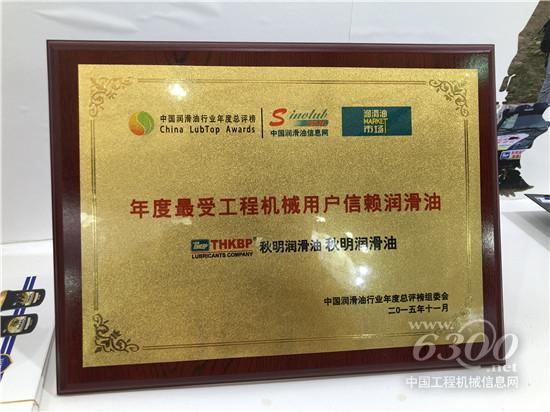 中国润滑油行业年度总评榜
China LubTop Awards
Sinolub
中国润滑油信息网
润滑油
MARKET
市场
年度最受工程机械用户信赖润滑油
THKBP 秋明润滑油 秋明润滑油
LUBRICANTS COMPANY
中国润滑油行业年度总评榜组委会
二〇一五年十一月
www.
6300
.net
中国工程机械信息网